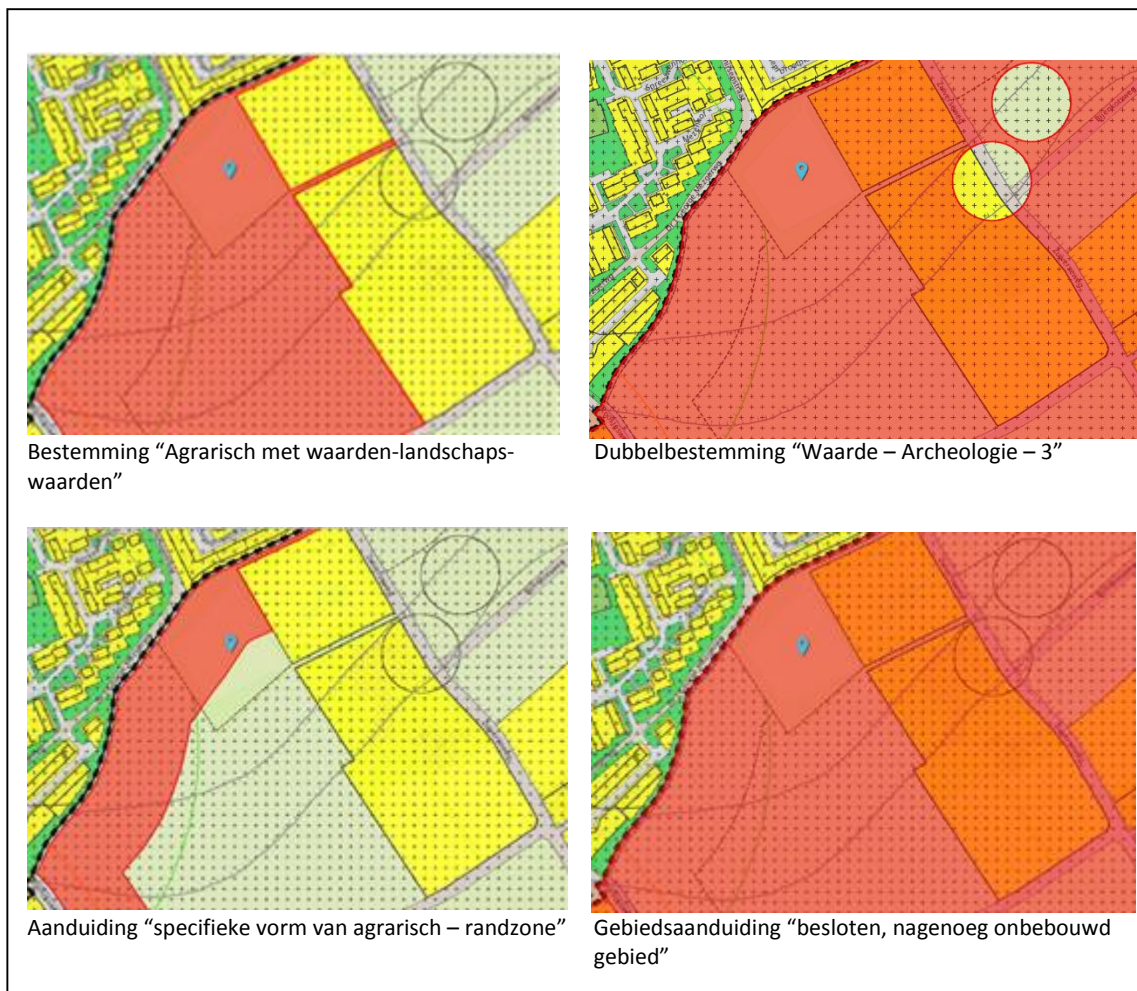 Bestemming “Agrarisch met waarden-landschaps-
waarden”
Dubbelbestemming “Waarde – Archeologie – 3”
Aanduiding “specifieke vorm van agrarisch – randzone”
Gebiedsaanduiding “besloten, nagenoeg onbebouwd
gebied”